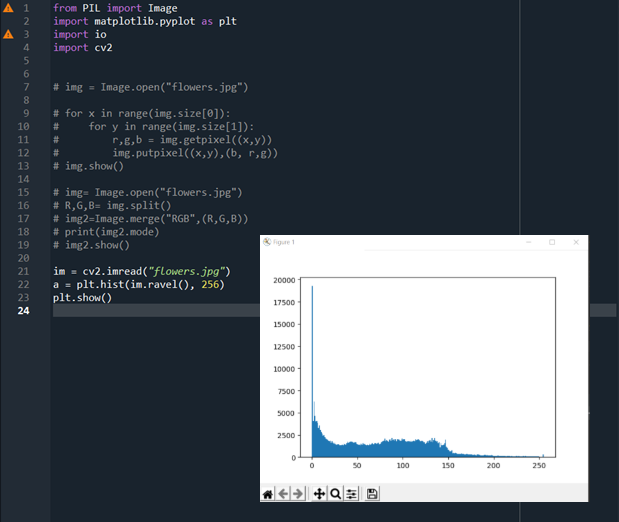 1 from PIL import Image
2 import matplotlib.pyplot as plt
3 import io
4 import cv2
5
6
7 # img = Image.open("flowers.jpg")
8
9 # for x in range(img.size[0]):
10 #     for y in range(img.size[1]):
11 #         r,g,b = img.getpixel((x,y))
12 #         img.putpixel((x,y),(b, r,g))
13 # img.show()
14
15 # img= Image.open("flowers.jpg")
16 # R,G,B= img.split()
17 # img2=Image.merge("RGB",(R,G,B))
18 # print(img2.mode)
19 # img2.show()
20
21 im = cv2.imread("flowers.jpg")
22 a = plt.hist(im.ravel(), 256)
23 plt.show()
24
Figure 1
20000
17500
15000
12500
10000
7500
5000
2500
0
0 50 100 150 200 250